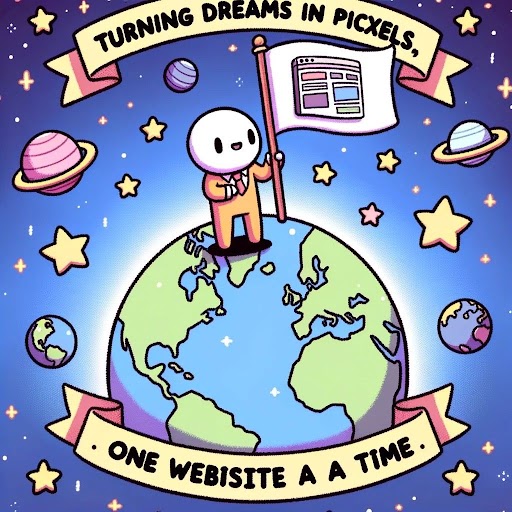 TURNING DREAMS IN PICXELS,
. ONE WEBISITE A A TIME .